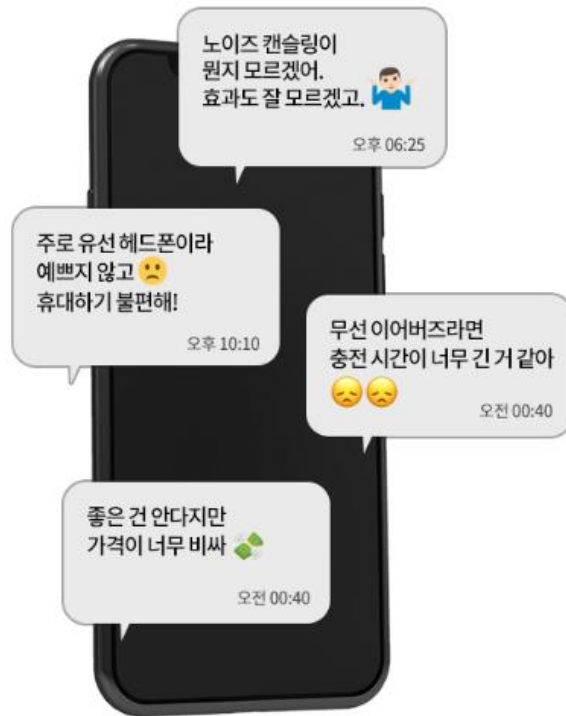 노이즈 캔슬링이
뭔지 모르겠어.
효과도 잘 모르겠고. 🤷🏻‍♂️
오후 06:25
주로 유선 헤드폰이라
예쁘지 않고 🙁
휴대하기 불편해!
오후 10:10
무선 이어버즈라면
충전 시간이 너무 긴 거 같아
😞😞
오전 00:40
좋은 건 안다지만
가격이 너무 비싸 💸
오전 00:40